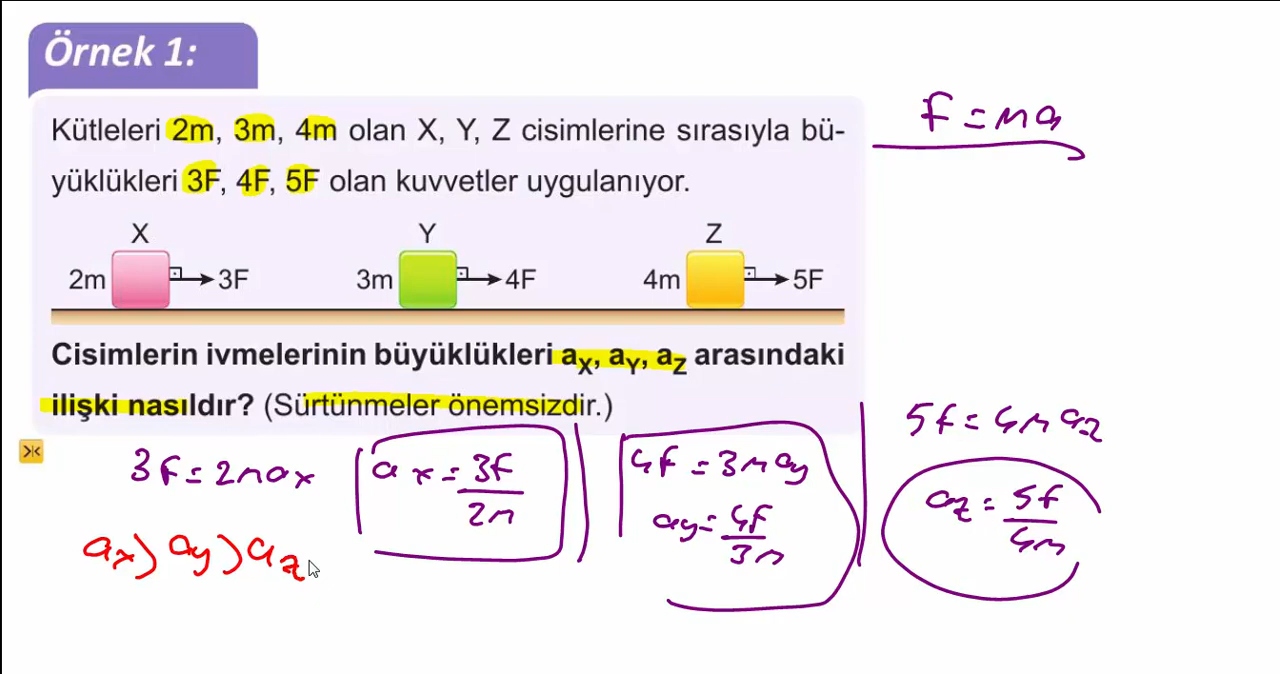 Örnek 1:
F = ma
Kütleleri 2m, 3m, 4m olan X, Y, Z cisimlerine sırasıyla bü-
yüklükleri 3F, 4F, 5F olan kuvvetler uygulanıyor.
X Y Z
2m 3F 3m 4F 4m 5F
Cisimlerin ivmelerinin büyüklükleri aX, aY, aZ arasındaki
ilişki nasıldır? (Sürtünmeler önemsizdir.)
3F = 2max
ax = 3F/2m
4F = 3may
ay = 4F/3m
5F = 4maz
az = 5F/4m
ax > ay > az